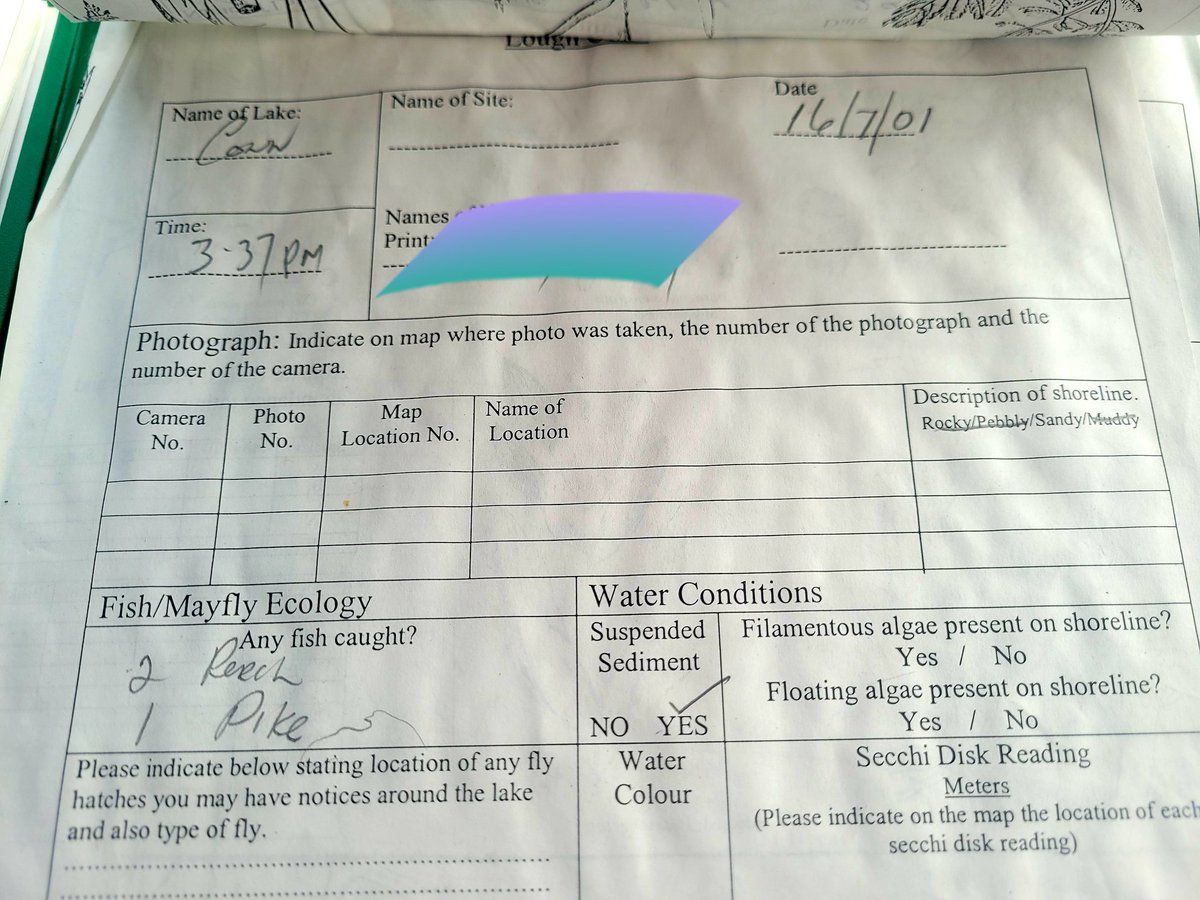 Lough
Name of Lake:
Conn
Name of Site:
Date
16/7/01
Time:
3.37pm
Names
Print:
Photograph: Indicate on map where photo was taken, the number of the photograph and the
number of the camera.
Camera
No.
Photo
No.
Map
Location No.
Name of
Location
Description of shoreline.
Rocky/Pebbly/Sandy/Muddy
Fish/Mayfly Ecology
Any fish caught?
2 Perch
1 Pike
Please indicate below stating location of any fly
hatches you may have notices around the lake
and also type of fly.
Water Conditions
Suspended
Sediment
NO YES
Filamentous algae present on shoreline?
Yes / No
Floating algae present on shoreline?
Yes / No
Water
Colour
Secchi Disk Reading
Meters
(Please indicate on the map the location of each
secchi disk reading)